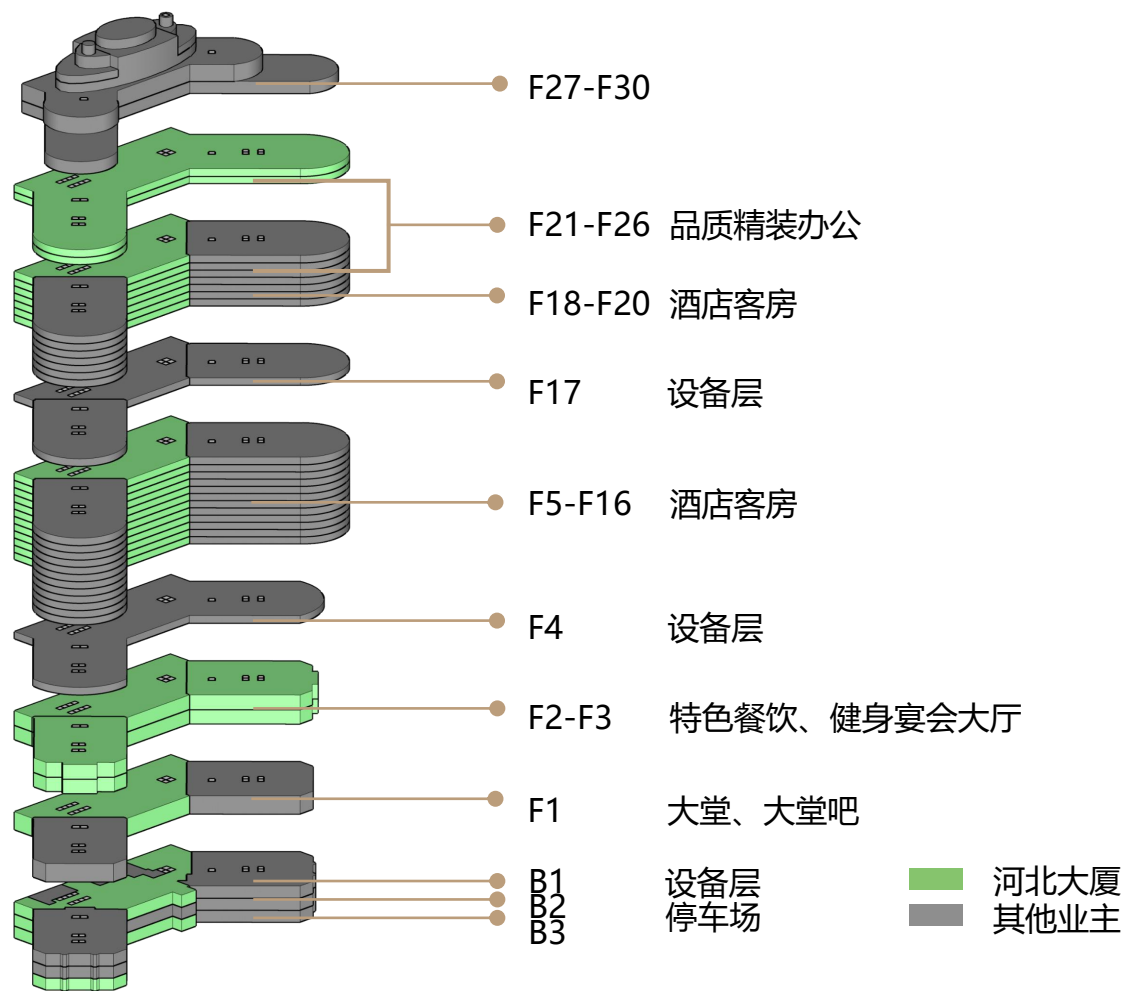 F27-F30
F21-F26 品质精装办公
F18-F20 酒店客房
F17 设备层
F5-F16 酒店客房
F4 设备层
F2-F3 特色餐饮、健身宴会大厅
F1 大堂、大堂吧
B1 设备层
B2 停车场
B3
河北大厦
其他业主